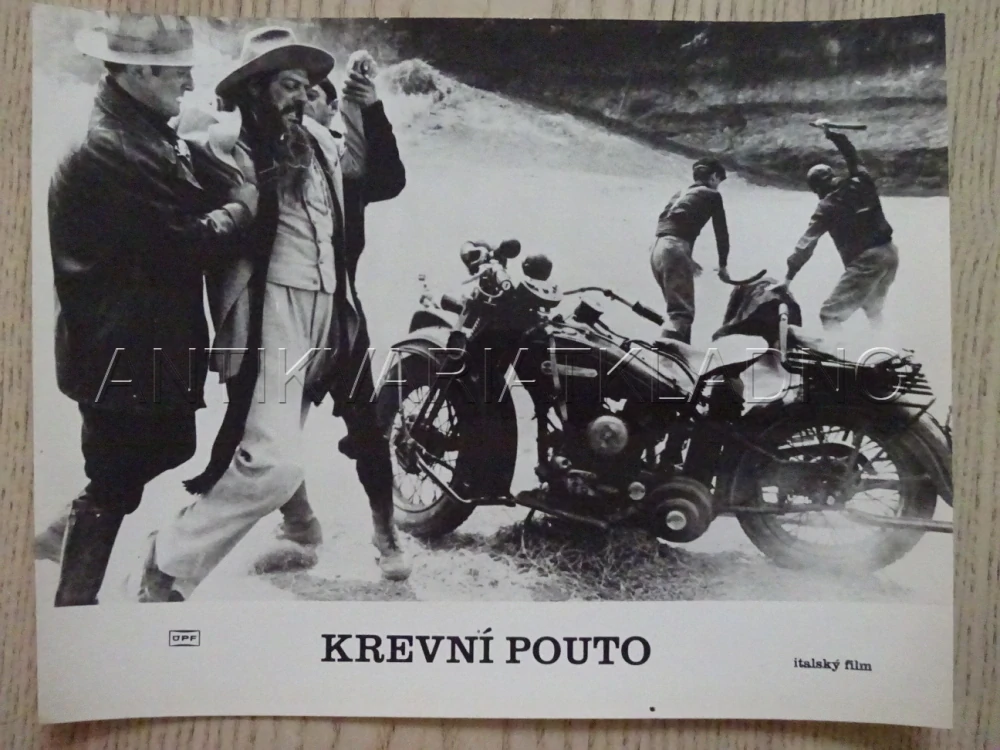 ANTIKVARIATKLADNO
ÚPF
KREVNÍ POUTO
italský film